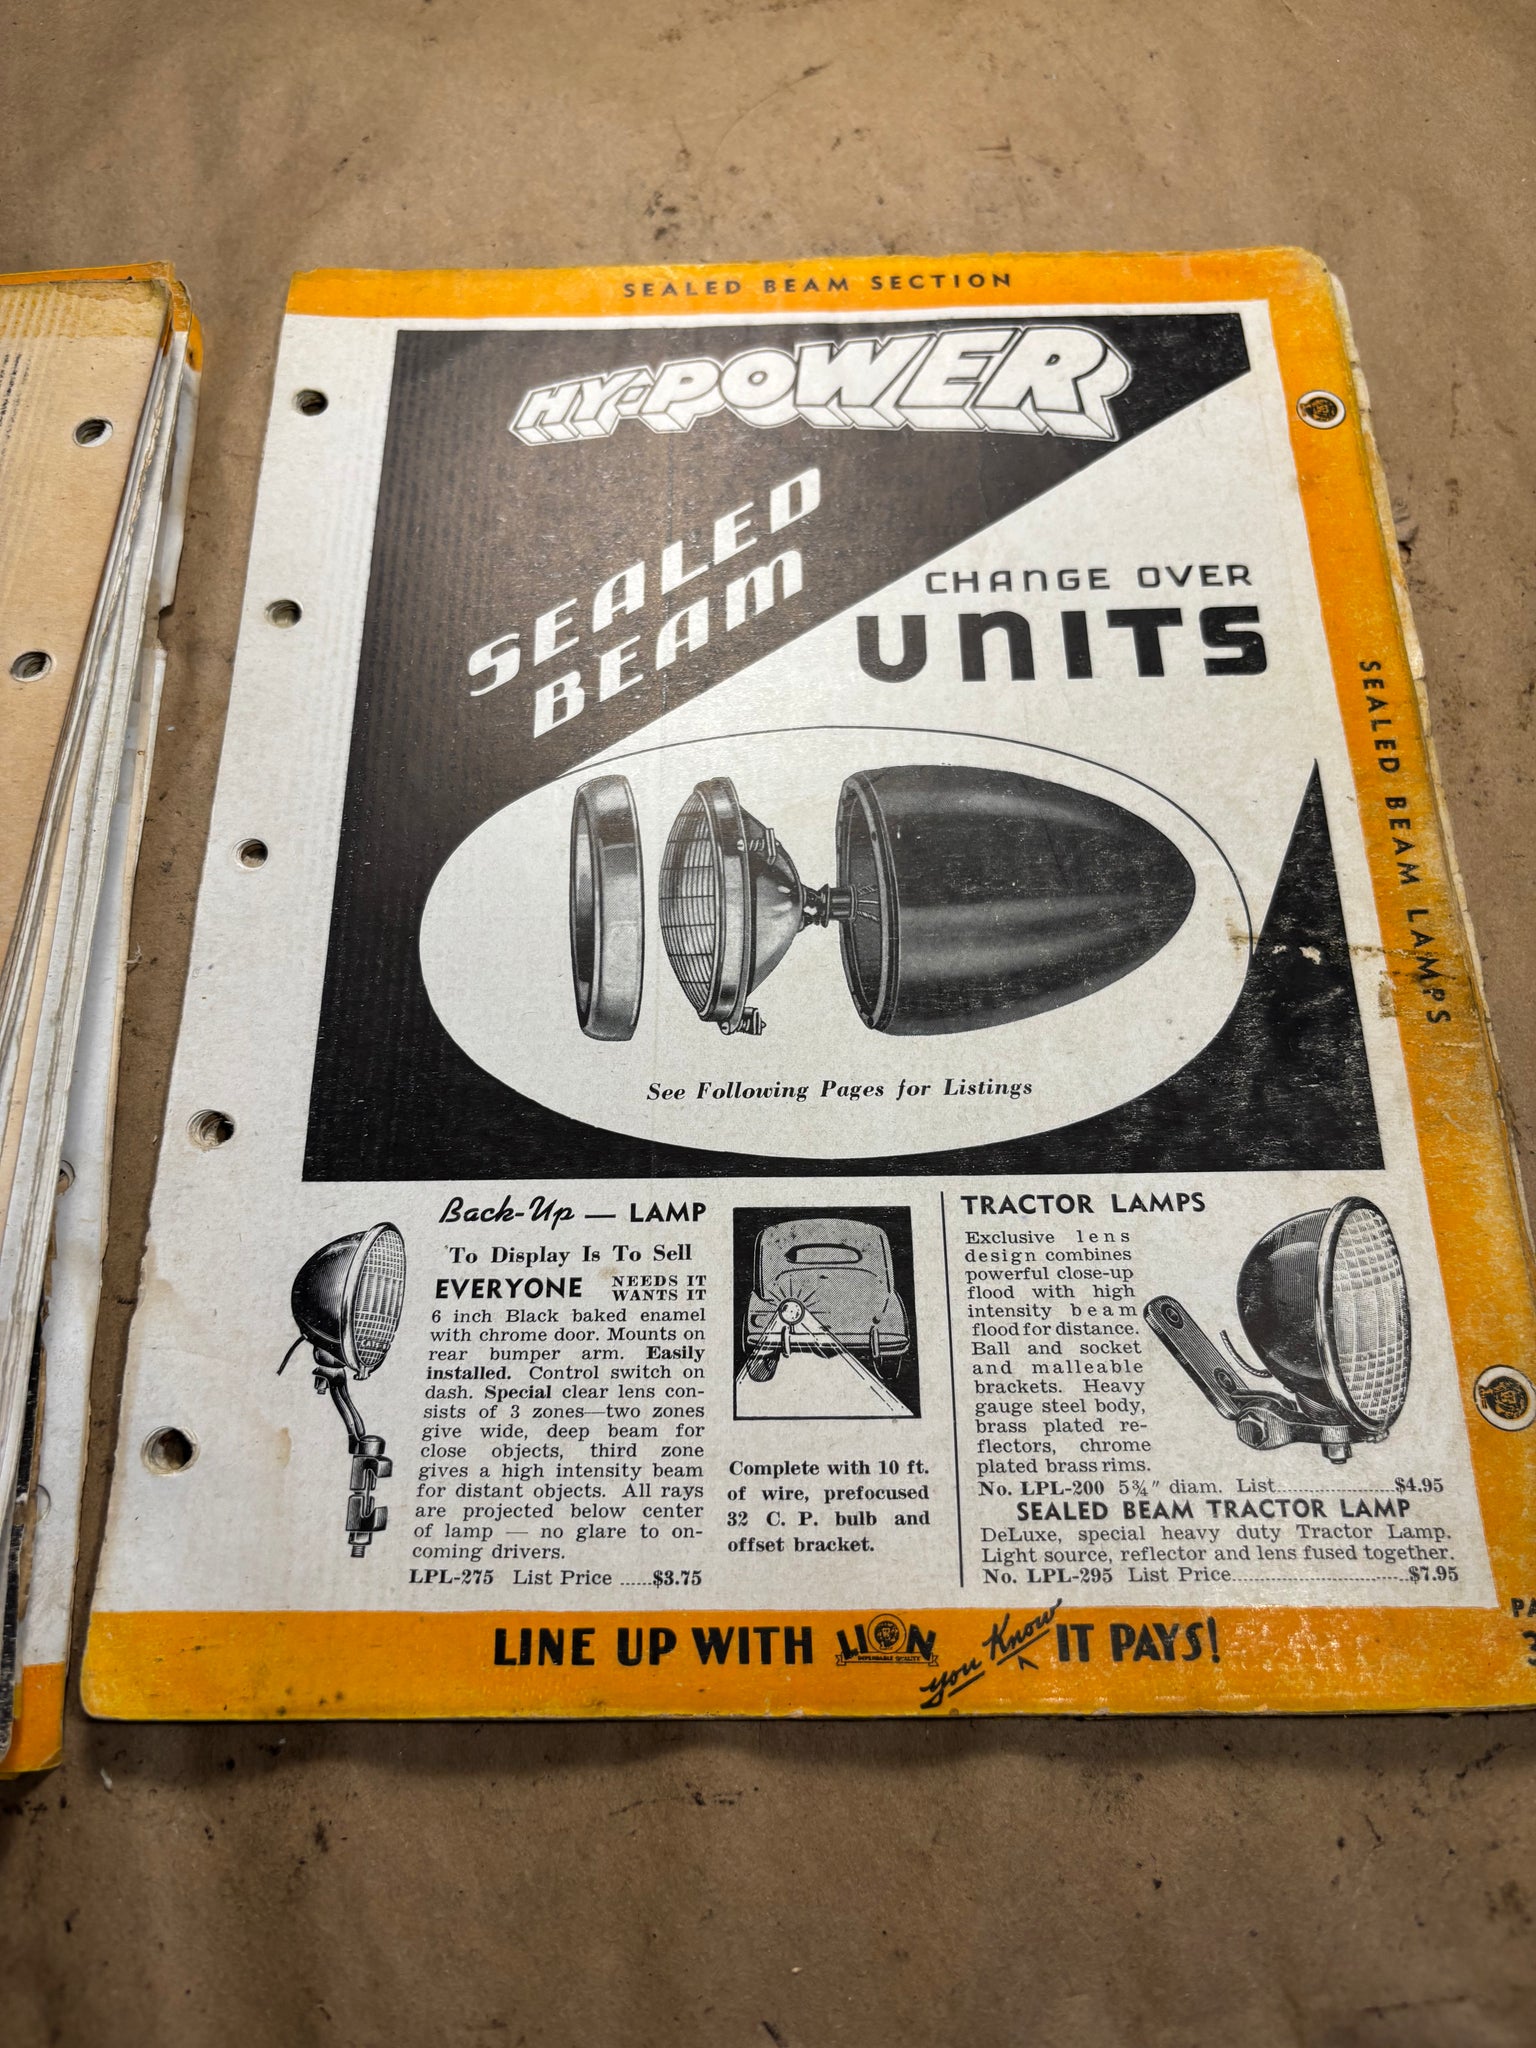 SEALED BEAM SECTION
HY-POWER
SEALED
BEAM
CHANGE OVER
UNITS
SEALED BEAM LAMPS
See Following Pages for Listings
Back-Up — LAMP
To Display Is To Sell
EVERYONE NEEDS IT
WANTS IT
6 inch Black baked enamel
with chrome door. Mounts on
rear bumper arm. Easily
installed. Control switch on
dash. Special clear lens con-
sists of 3 zones—two zones
give wide, deep beam for
close objects, third zone
gives a high intensity beam
for distant objects. All rays
are projected below center
of lamp — no glare to on-
coming drivers.
LPL-275 List Price ......$3.75
Complete with 10 ft.
of wire, prefocused
32 C. P. bulb and
offset bracket.
TRACTOR LAMPS
Exclusive lens
design combines
powerful close-up
flood with high
intensity beam
flood for distance.
Ball and socket
and malleable
brackets. Heavy
gauge steel body,
brass plated re-
flectors, chrome
plated brass rims.
No. LPL-200 5¾" diam. List........................$4.95
SEALED BEAM TRACTOR LAMP
DeLuxe, special heavy duty Tractor Lamp.
Light source, reflector and lens fused together.
No. LPL-295 List Price....................................$7.95
LINE UP WITH LION you Know IT PAYS!
DEPENDABLE QUALITY